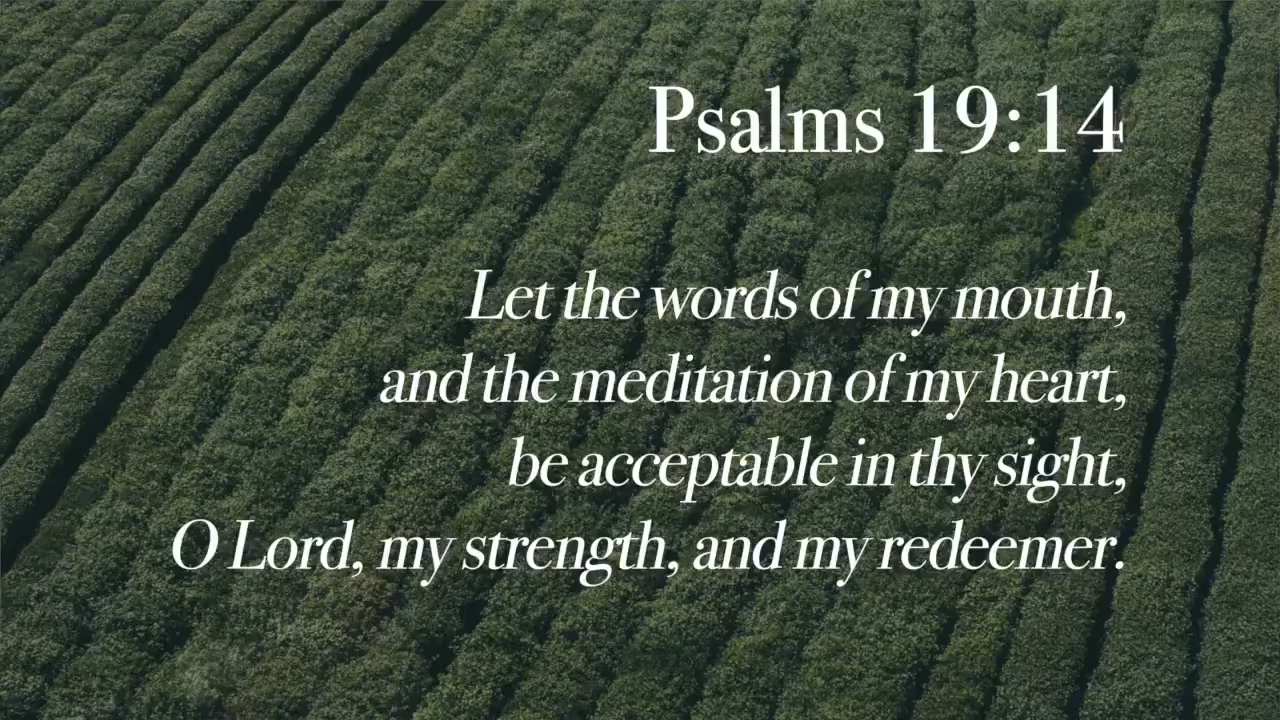 Psalms 19:14
Let the words of my mouth,
and the meditation of my heart,
be acceptable in thy sight,
O Lord, my strength, and my redeemer.